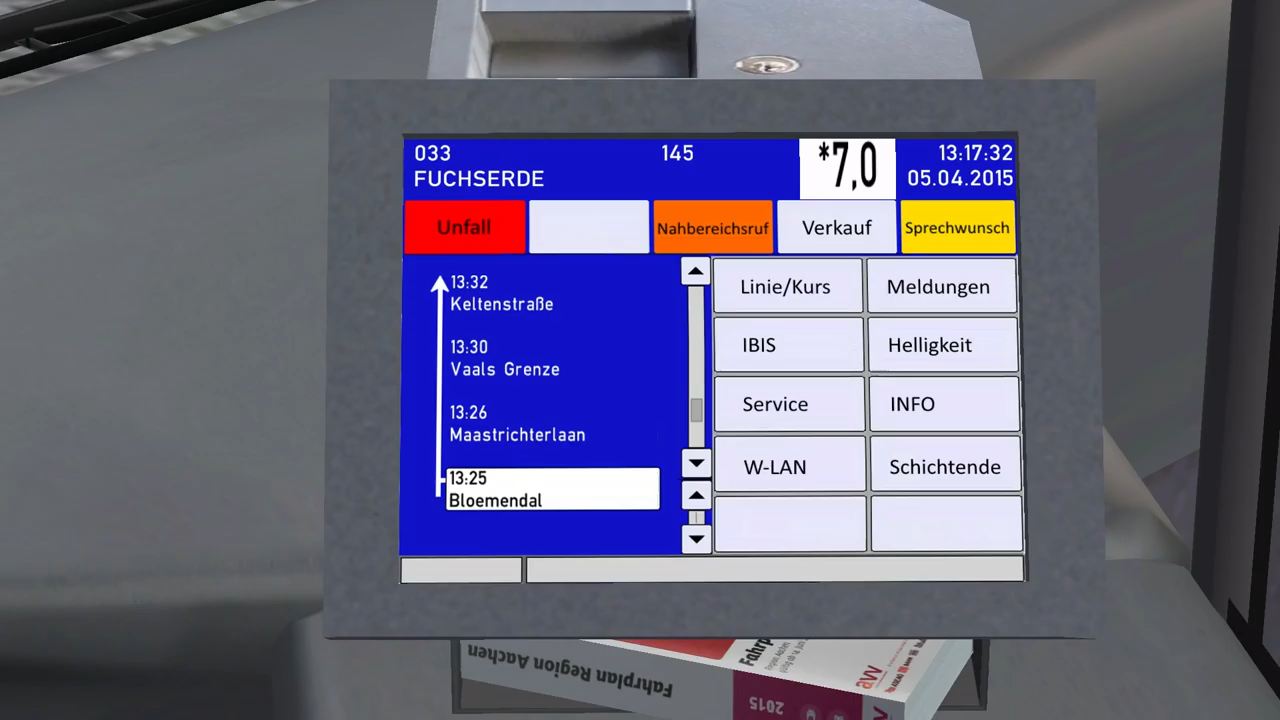 033
145
*7,0
13:17:32
FUCHSERDE
05.04.2015
Unfall
Nahbereichsruf
Verkauf
Sprechwunsch
13:32
Keltenstraße
13:30
Vaals Grenze
13:26
Maastrichterlaan
13:25
Bloemendal
Linie/Kurs
Meldungen
IBIS
Helligkeit
Service
INFO
W-LAN
Schichtende
Fahrplan Region Aachen
2015